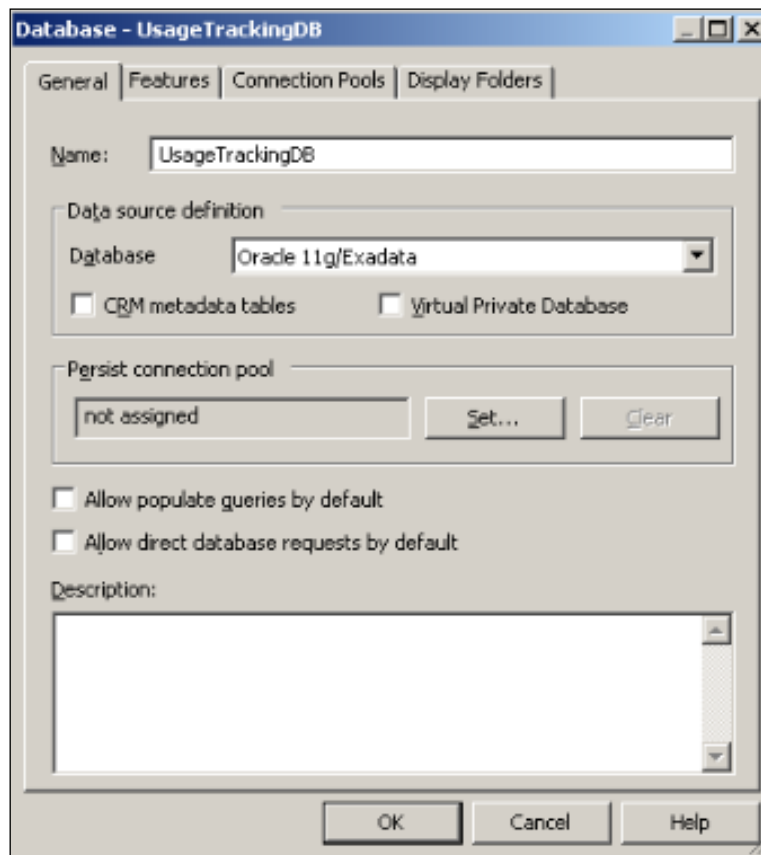 Database - UsageTrackingDB
General Features Connection Pools Display Folders
Name: UsageTrackingDB
Data source definition
Database Oracle 11g/Exadata
CRM metadata tables Virtual Private Database
Persist connection pool
not assigned Set... Clear
Allow populate queries by default
Allow direct database requests by default
Description:
OK Cancel Help